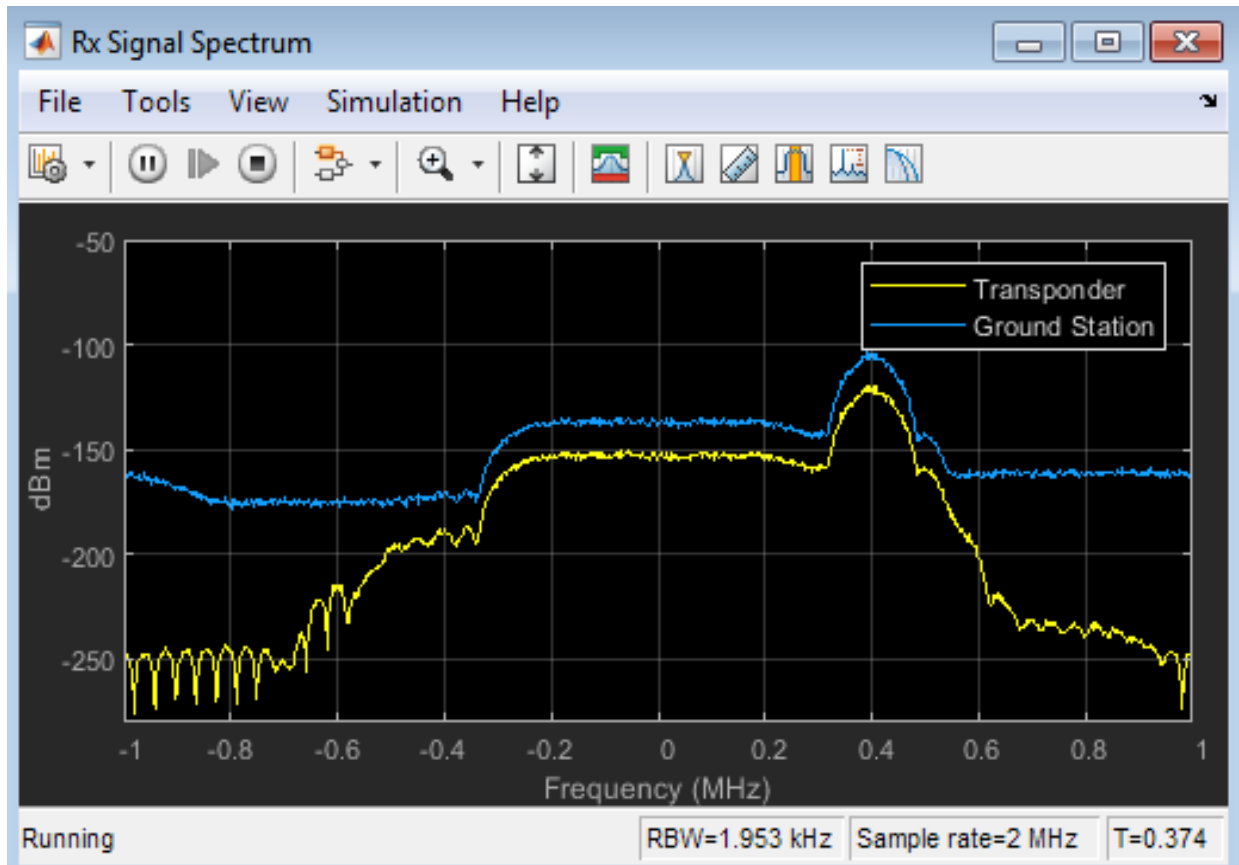 Rx Signal Spectrum
File Tools View Simulation Help
-50
-100
-150
-200
-250
dBm
Transponder
Ground Station
-1 -0.8 -0.6 -0.4 -0.2 0 0.2 0.4 0.6 0.8 1
Frequency (MHz)
Running RBW=1.953 kHz Sample rate=2 MHz T=0.374